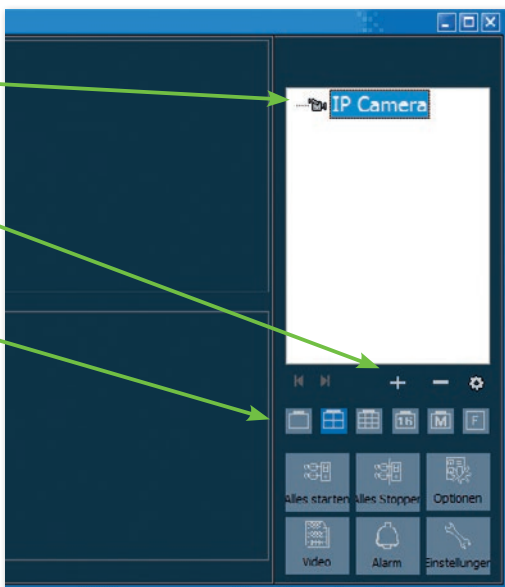 IP Camera
16 M F
Alles starten Alles Stoppen Optionen
Video Alarm Einstellungen